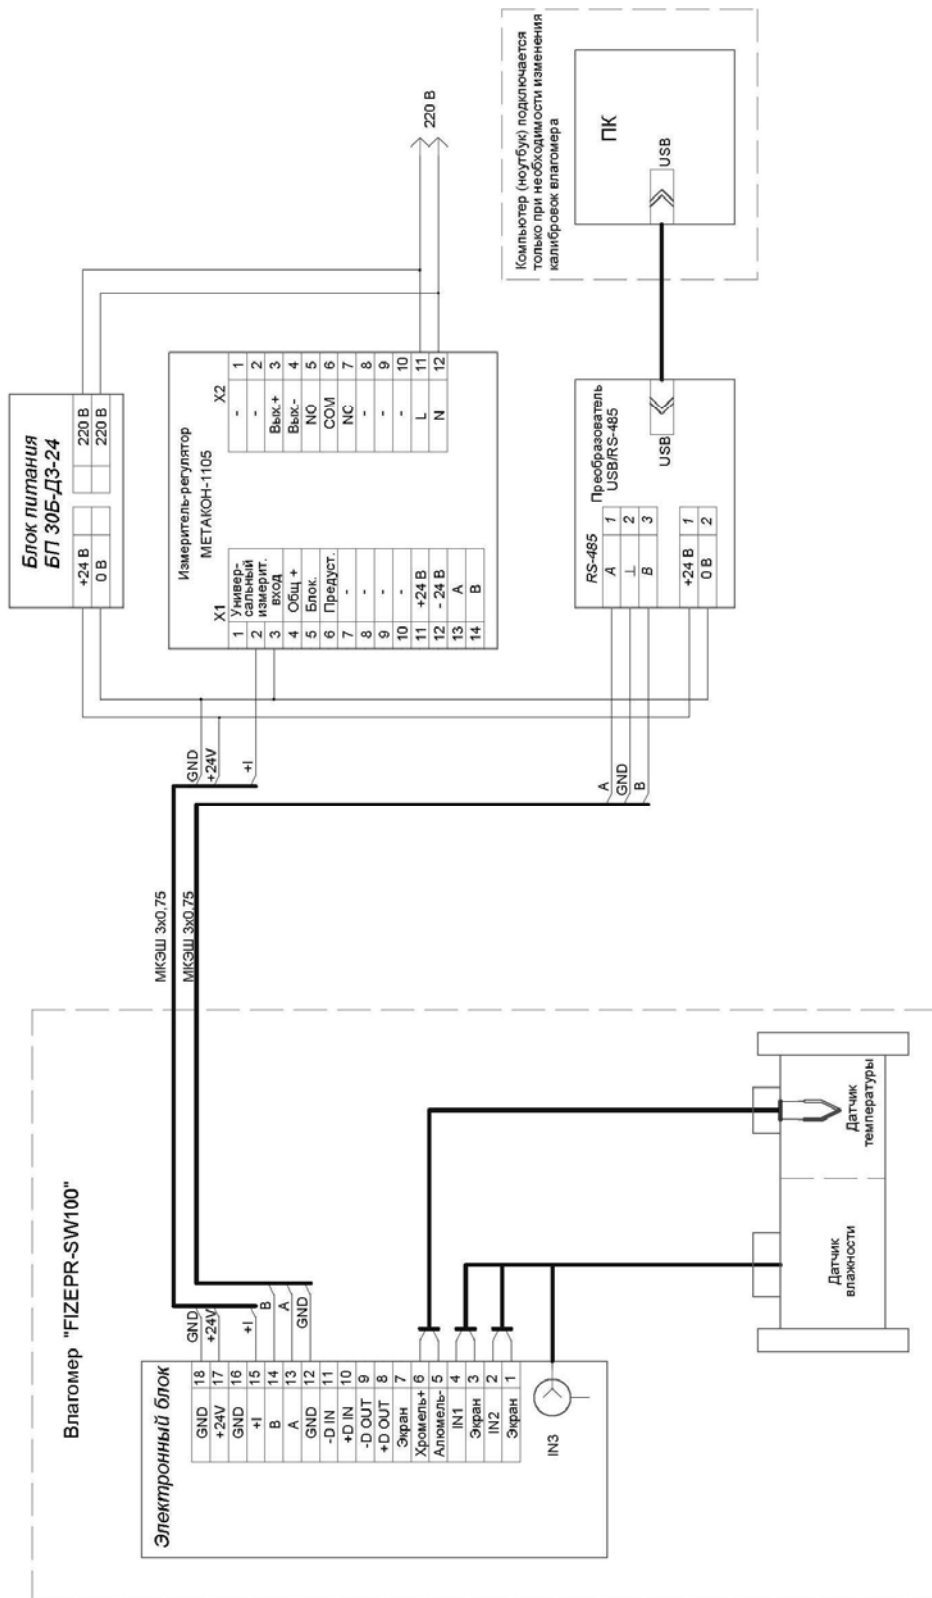 Влагомер "FIZEPR-SW100"
Электронный блок
GND 18
+24V 17
GND 16
+I 15
B 14
A 13
GND 12
-D IN 11
+D IN 10
-D OUT 9
+D OUT 8
Экран 7
Хромель+ 6
Алюмель- 5
IN1 4
Экран 3
IN2 2
Экран 1
IN3
GND
+24V
+I
B
A
GND
Датчик
влажности
Датчик
температуры
МКЭШ 3x0,75
МКЭШ 3x0,75
GND
+24V
+I
A
GND
B
Блок питания
БП 30Б-Д3-24
+24 В
0 В
220 В
220 В
Измеритель-регулятор
МЕТАКОН-1105
X1
1 Универ-
2 сальный
измерит.
3 вход
4 Общ +
5 Блок.
6 Предуст.
7 -
8 -
9 -
10 -
11 +24 В
12 - 24 В
13 A
14 B
X2
- 1
- 2
Вых.+ 3
Вых.- 4
NO 5
COM 6
NC 7
- 8
- 9
- 10
L 11
N 12
220 В
Преобразователь
USB/RS-485
RS-485
A 1
⊥ 2
B 3
+24 В 1
0 В 2
USB
Компьютер (ноутбук) подключается
только при необходимости изменения
калибровок влагомера
ПК
USB